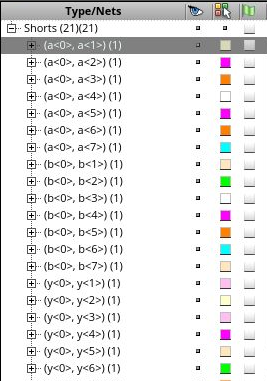 Type/Nets
Shorts (21)(21)
(a<0>, a<1>) (1)
(a<0>, a<2>) (1)
(a<0>, a<3>) (1)
(a<0>, a<4>) (1)
(a<0>, a<5>) (1)
(a<0>, a<6>) (1)
(a<0>, a<7>) (1)
(b<0>, b<1>) (1)
(b<0>, b<2>) (1)
(b<0>, b<3>) (1)
(b<0>, b<4>) (1)
(b<0>, b<5>) (1)
(b<0>, b<6>) (1)
(b<0>, b<7>) (1)
(y<0>, y<1>) (1)
(y<0>, y<2>) (1)
(y<0>, y<3>) (1)
(y<0>, y<4>) (1)
(y<0>, y<5>) (1)
(y<0>, y<6>) (1)